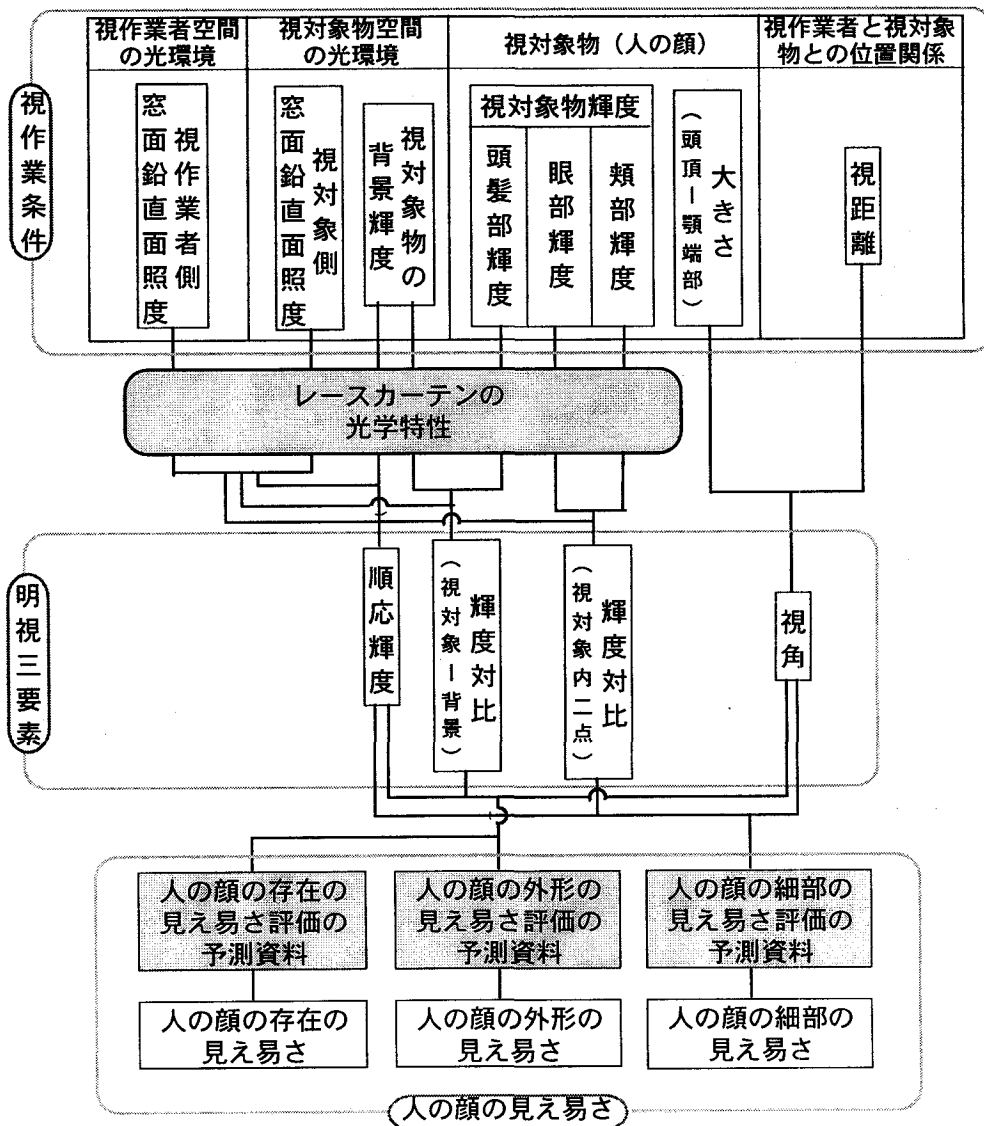 視作業者空間
の光環境
視対象物空間
の光環境
視対象物（人の顔）
視作業者と視対象
物との位置関係
視作業条件
視作業者側
窓面鉛直面照度
視対象側
窓面鉛直面照度
視対象物の
背景輝度
視対象物輝度
頭髪部輝度
眼部輝度
頬部輝度
大きさ
（頭頂ー顎端部）
視距離
レースカーテンの
光学特性
明視三要素
順応輝度
輝度対比
（視対象ー背景）
輝度対比
（視対象内二点）
視角
人の顔の存在の
見え易さ評価の
予測資料
人の顔の外形の
見え易さ評価の
予測資料
人の顔の細部の
見え易さ評価の
予測資料
人の顔の存在の
見え易さ
人の顔の外形の
見え易さ
人の顔の細部の
見え易さ
人の顔の見え易さ